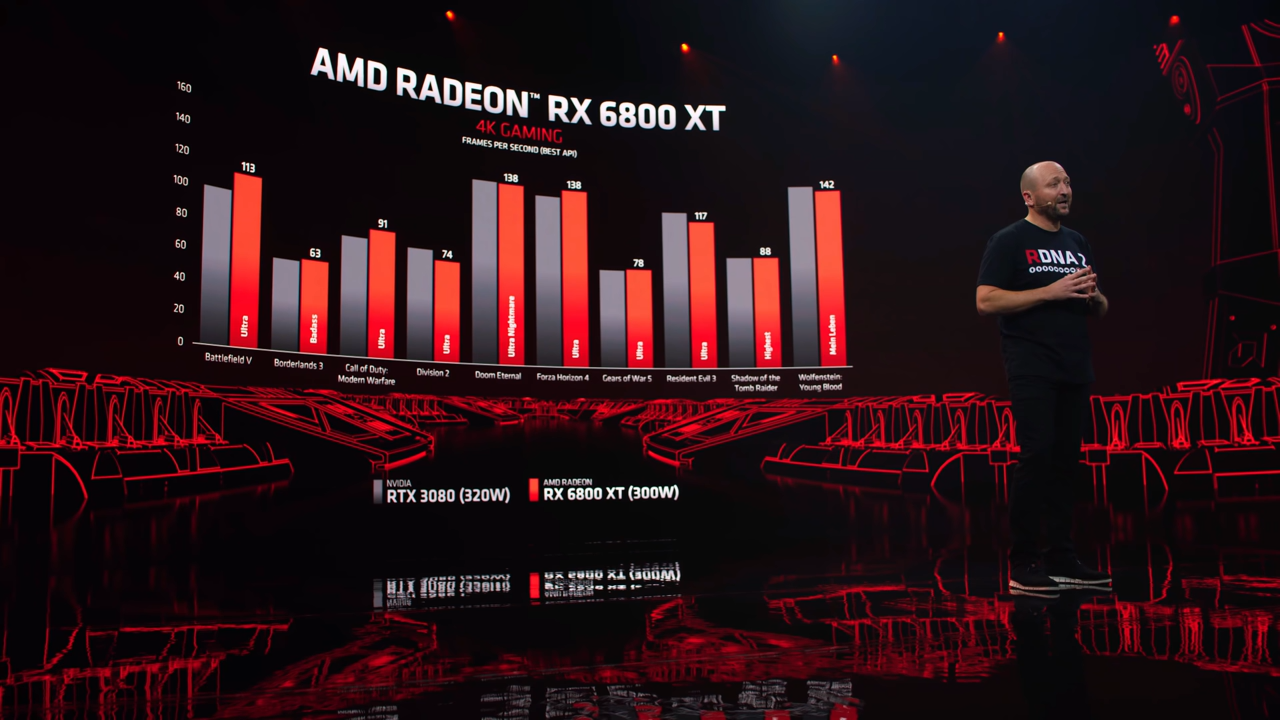 AMD RADEON™ RX 6800 XT
4K GAMING
FRAMES PER SECOND (BEST API)
160
140
120
100
80
60
40
20
0
113
63
91
74
138
138
78
117
88
142
Ultra
Badass
Ultra
Ultra
Ultra Nightmare
Ultra
Ultra
Ultra
Highest
Mein Leben
Battlefield V
Borderlands 3
Call of Duty:
Modern Warfare
Division 2
Doom Eternal
Forza Horizon 4
Gears of War 5
Resident Evil 3
Shadow of the
Tomb Raider
Wolfenstein:
Young Blood
NVIDIA
RTX 3080 (320W)
AMD RADEON
RX 6800 XT (300W)
RDNA 2